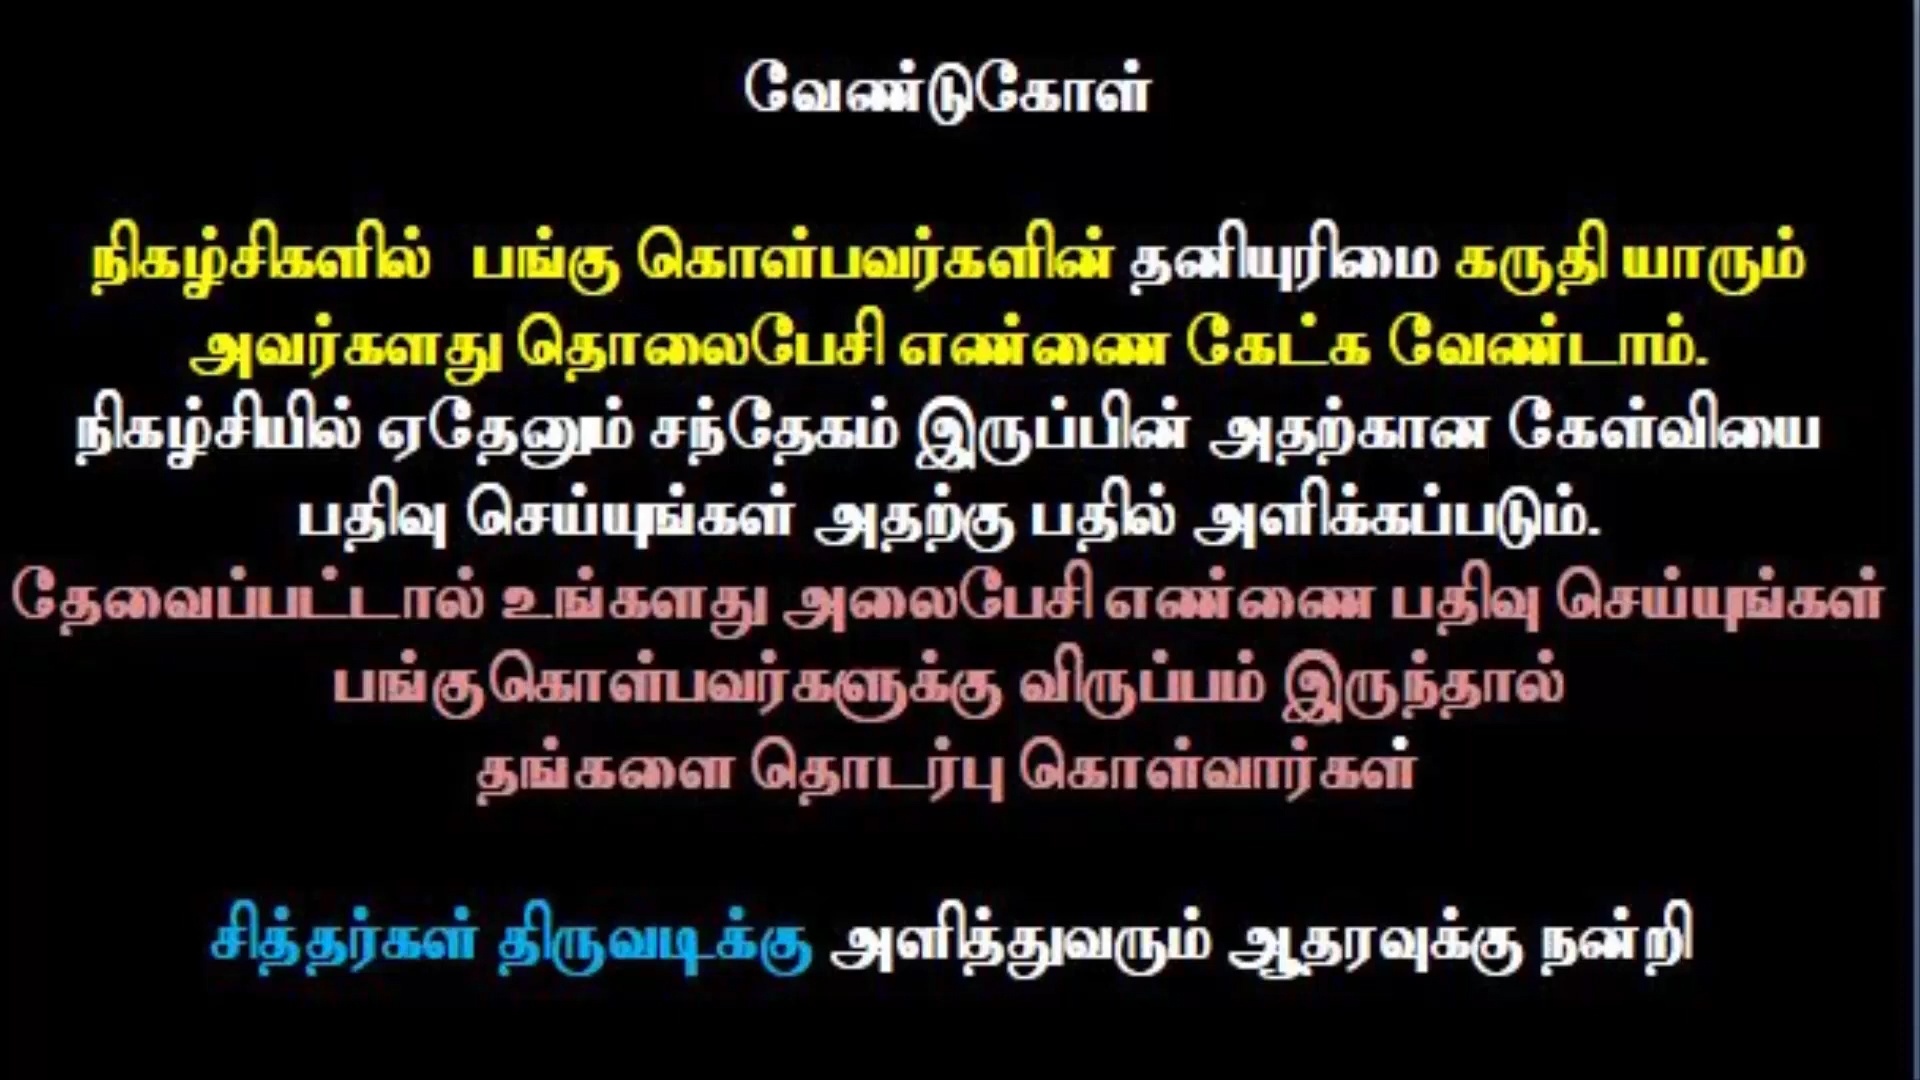 வேண்டுகோள்
நிகழ்சிகளில் பங்கு கொள்பவர்களின் தனியுரிமை கருதி யாரும்
அவர்களது தொலைபேசி எண்ணை கேட்க வேண்டாம்.
நிகழ்சியில் ஏதேனும் சந்தேகம் இருப்பின் அதற்கான கேள்வியை
பதிவு செய்யுங்கள் அதற்கு பதில் அளிக்கப்படும்.
தேவைப்பட்டால் உங்களது அலைபேசி எண்ணை பதிவு செய்யுங்கள்
பங்குகொள்பவர்களுக்கு விருப்பம் இருந்தால்
தங்களை தொடர்பு கொள்வார்கள்
சித்தர்கள் திருவடிக்கு அளித்துவரும் ஆதரவுக்கு நன்றி